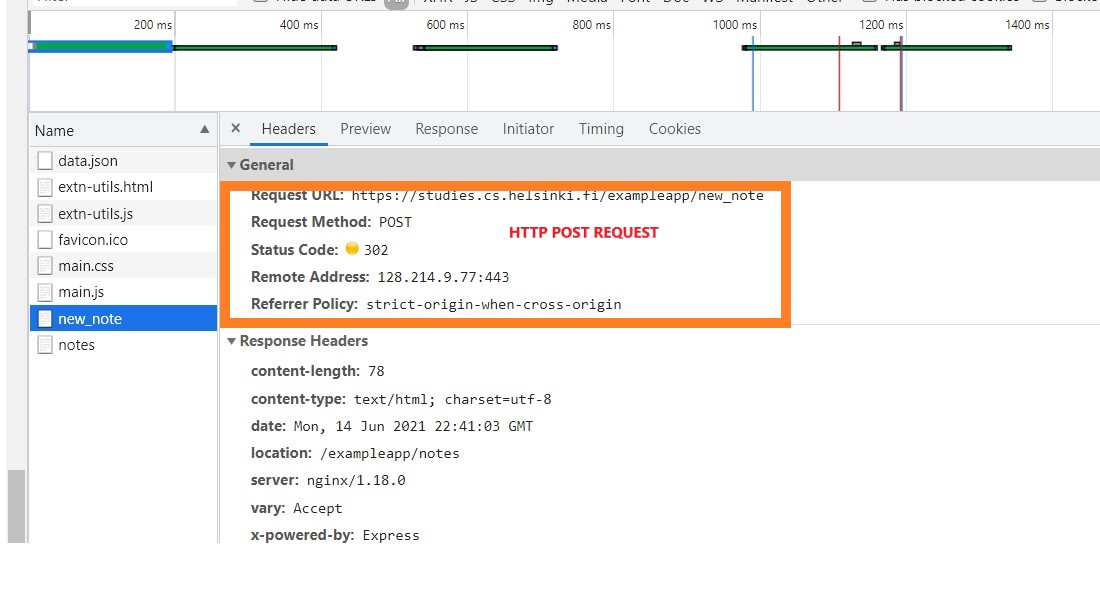 200 ms 400 ms 600 ms 800 ms 1000 ms 1200 ms 1400 ms
Name
Headers Preview Response Initiator Timing Cookies
data.json
extn-utils.html
extn-utils.js
favicon.ico
main.css
main.js
new_note
notes
General
Request URL: https://studies.cs.helsinki.fi/exampleapp/new_note
Request Method: POST
HTTP POST REQUEST
Status Code: 302
Remote Address: 128.214.9.77:443
Referrer Policy: strict-origin-when-cross-origin
Response Headers
content-length: 78
content-type: text/html; charset=utf-8
date: Mon, 14 Jun 2021 22:41:03 GMT
location: /exampleapp/notes
server: nginx/1.18.0
vary: Accept
x-powered-by: Express